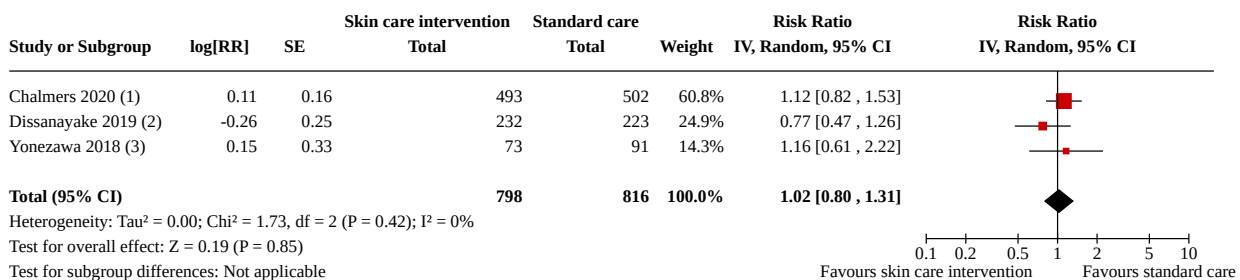 Skin care intervention Standard care Risk Ratio Risk Ratio
Study or Subgroup log[RR] SE Total Total Weight IV, Random, 95% CI IV, Random, 95% CI
Chalmers 2020 (1) 0.11 0.16 493 502 60.8% 1.12 [0.82 , 1.53]
Dissanayake 2019 (2) -0.26 0.25 232 223 24.9% 0.77 [0.47 , 1.26]
Yonezawa 2018 (3) 0.15 0.33 73 91 14.3% 1.16 [0.61 , 2.22]
Total (95% CI) 798 816 100.0% 1.02 [0.80 , 1.31]
Heterogeneity: Tau² = 0.00; Chi² = 1.73, df = 2 (P = 0.42); I² = 0%
Test for overall effect: Z = 0.19 (P = 0.85) 0.1 0.2 0.5 1 2 5 10
Test for subgroup differences: Not applicable Favours skin care intervention Favours standard care